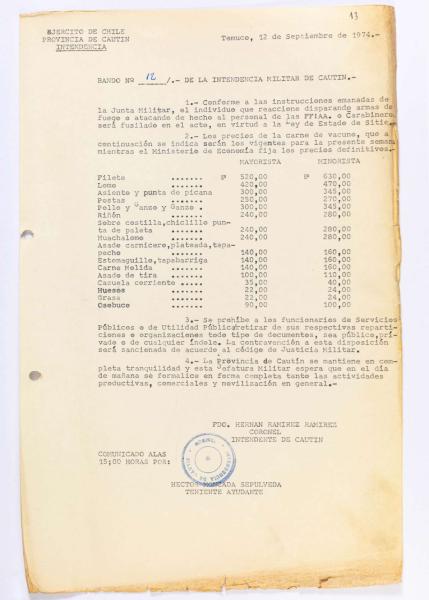 13
EJERCITO DE CHILE
PROVINCIA DE CAUTIN
INTENDENCIA
Temuco, 12 de Septiembre de 1974.-
BANDO Nº 12 /.- DE LA INTENDENCIA MILITAR DE CAUTIN.-
1.- Conforme a las instrucciones emanadas de
la Junta Militar, el individuo que reaccione disparando armas de
fuego o atacando de hecho al personal de las FF.AA. o Carabineros
será fusilado en el acto, en virtud a la Ley de Estado de Sitio.
2.- Los precios de la carne de vacuno, que a
continuación se indica serán los vigentes para la presente semana
mientras el Ministerio de Economía fija los precios definitivos.-
MAYORISTA MINORISTA
Filete ....... Eº 520,00 Eº 630,00
Lomo ....... 420,00 470,00
Asiento y punta de picana 300,00 345,00
Postas ....... 250,00 270,00
Pollo y Ganzo y Ganzo . 300,00 345,00
Riñón ....... 240,00 280,00
Sobre costilla, chiclillo pun-
ta de paleta ....... 240,00 280,00
Huachalomo ....... 240,00 280,00
Asado carnicero, plateada, tapa-
pecho ....... 140,00 160,00
Estomaguillo, tapabarriga 140,00 160,00
Carne Molida ....... 140,00 160,00
Asado de tira ....... 100,00 110,00
Cazuela corriente ..... 35,00 40,00
Huesos ....... 22,00 24,00
Grasa ....... 22,00 24,00
Osobuco ....... 90,00 100,00
3.- Se prohibe a los funcionarios de Servicios
Públicos o de Utilidad Pública/retirar de sus respectivas reparti-
ciones o organizaciones todo tipo de documentos, sea público, pri-
vado o de cualquier índole. La contravención a esta disposición
será sancionada de acuerdo al código de Justicia Militar.
4.- La Provincia de Cautín se mantiene en com-
pleta tranquilidad y esta Jefatura Militar espera que en el día
de mañana se formalice en forma completa tanto las actividades
productivas, comerciales y movilización en general.-
FDO. HERNAN RAMIREZ RAMIREZ
CORONEL
INTENDENTE DE CAUTIN
COMUNICADO A LAS
15;00 HORAS POR:
HECTOR MONCADA SEPULVEDA
TENIENTE AYUDANTE